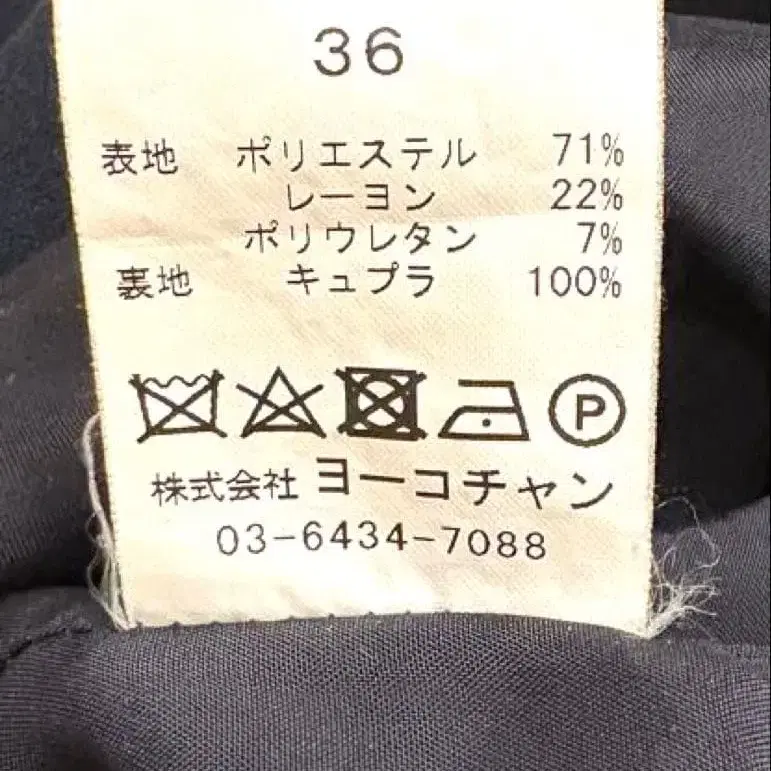 36
表地 ポリエステル 71%
レーヨン 22%
ポリウレタン 7%
裏地 キュプラ 100%
P
株式会社 ヨーコチャン
03-6434-7088